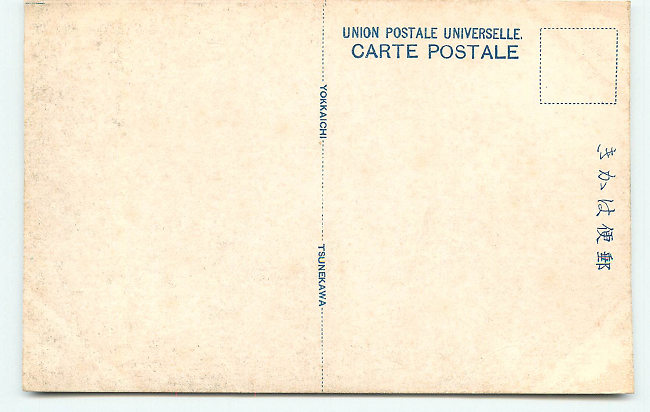 UNION POSTALE UNIVERSELLE.
CARTE POSTALE
YOKKAICHI
TSUNEKAWA
きかは便郵